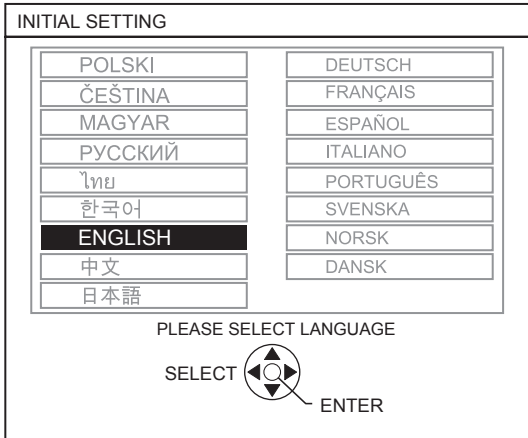 INITIAL SETTING
POLSKI
ČEŠTINA
MAGYAR
РУССКИЙ
ไทย
한국어
ENGLISH
中文
日本語
DEUTSCH
FRANÇAIS
ESPAÑOL
ITALIANO
PORTUGUÊS
SVENSKA
NORSK
DANSK
PLEASE SELECT LANGUAGE
SELECT
ENTER